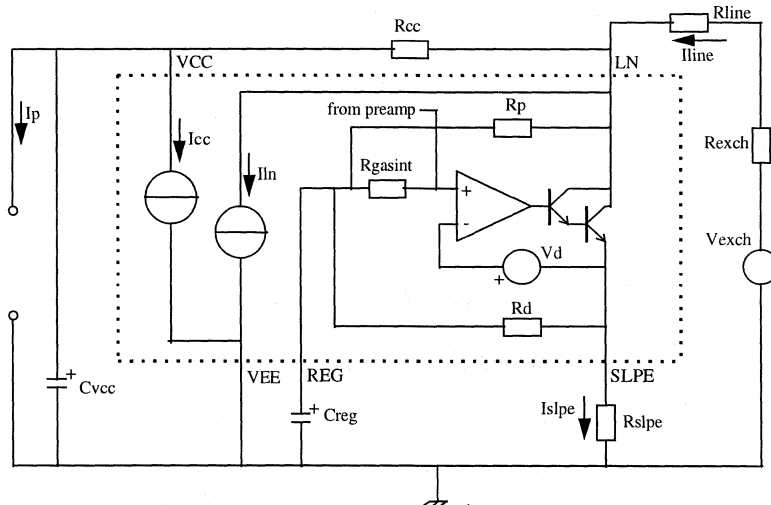 Rline
Rcc
Iline
VCC
LN
Ip
from preamp
Rp
Icc
Rgasint
Rexch
Iln
+
-
Vd
Vexch
+
Rd
VEE
REG
SLPE
+
Cvcc
+
Creg
Islpe
Rslpe